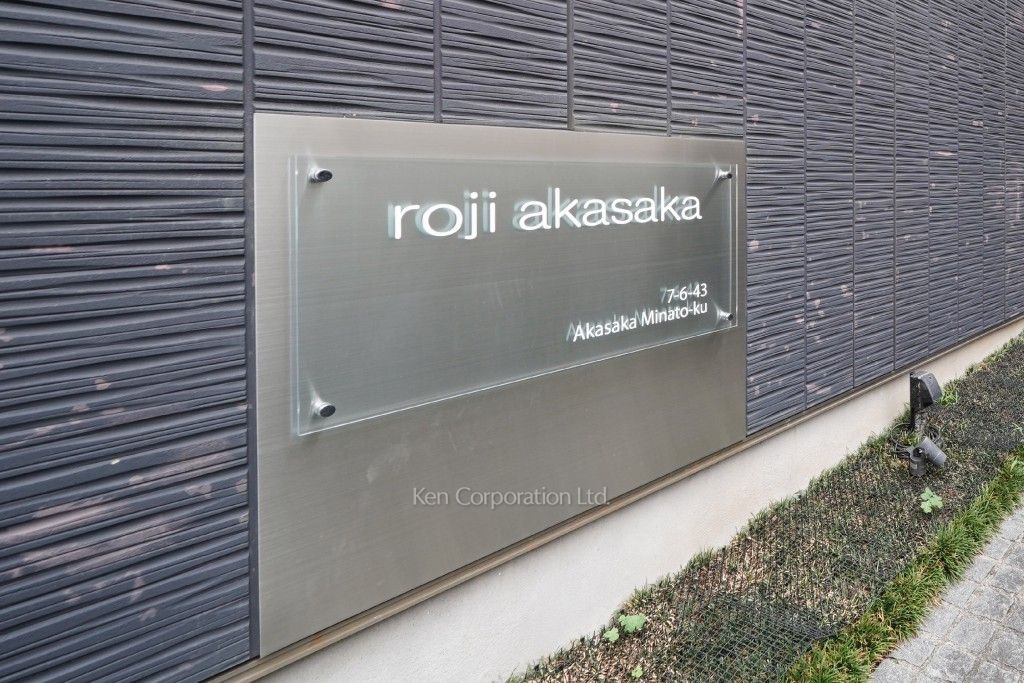 roji akasaka
7-6-43
Akasaka Minato-ku
Ken Corporation Ltd.